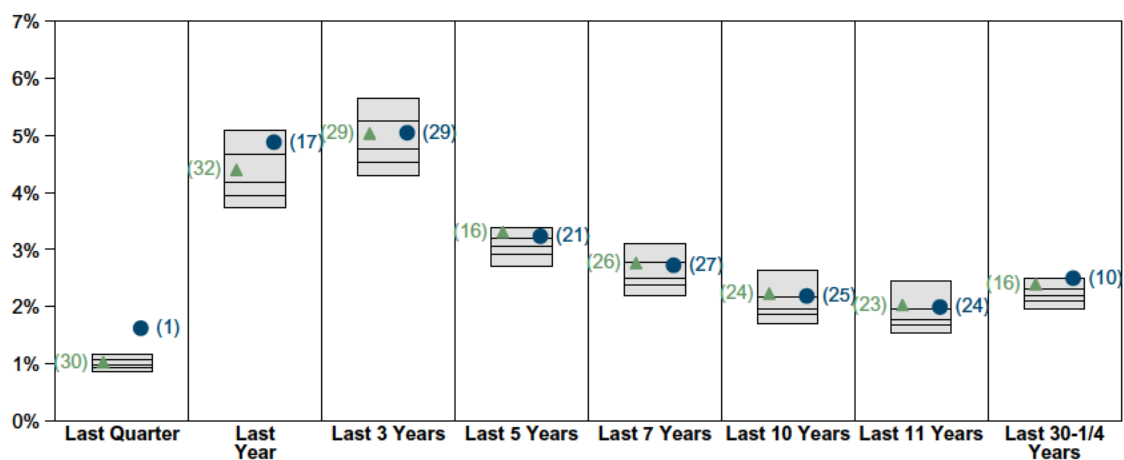 7%
6%
5%
4%
3%
2%
1%
0%
(30)
(1)
(32)
(17)
(29)
(29)
(16)
(21)
(26)
(27)
(24)
(25)
(23)
(24)
(16)
(10)
Last Quarter
Last
Year
Last 3 Years
Last 5 Years
Last 7 Years
Last 10 Years
Last 11 Years
Last 30-1/4
Years